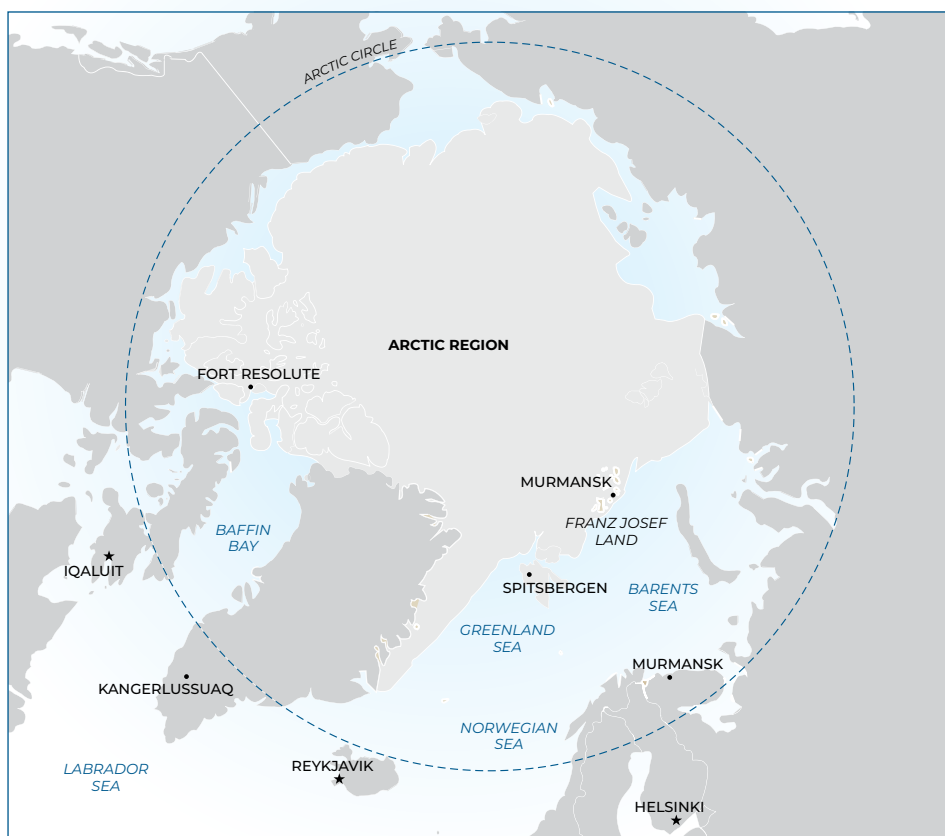 ARCTIC CIRCLE
ARCTIC REGION
FORT RESOLUTE
MURMANSK
FRANZ JOSEF
LAND
BAFFIN
BAY
IQALUIT
SPITSBERGEN
BARENTS
SEA
GREENLAND
SEA
KANGERLUSSUAQ
MURMANSK
NORWEGIAN
SEA
REYKJAVIK
LABRADOR
SEA
HELSINKI